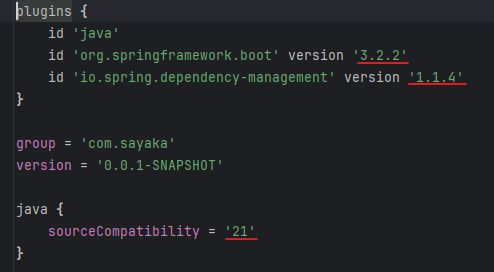 plugins {
    id 'java'
    id 'org.springframework.boot' version '3.2.2'
    id 'io.spring.dependency-management' version '1.1.4'
}
group = 'com.sayaka'
version = '0.0.1-SNAPSHOT'
java {
    sourceCompatibility = '21'
}